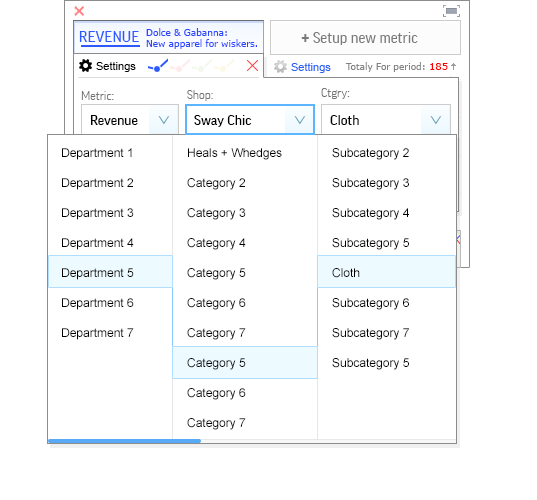 REVENUE
Dolce & Gabanna:
New apparel for wiskers.
+ Setup new metric
Settings
Settings
Totaly For period: 185↑
Metric:
Shop:
Ctgry:
Revenue
Sway Chic
Cloth
Department 1
Department 2
Department 3
Department 4
Department 5
Department 6
Department 7
Heals + Whedges
Category 2
Category 3
Category 4
Category 5
Category 6
Category 7
Category 5
Category 6
Category 7
Subcategory 2
Subcategory 3
Subcategory 4
Subcategory 5
Cloth
Subcategory 6
Subcategory 7
Subcategory 5